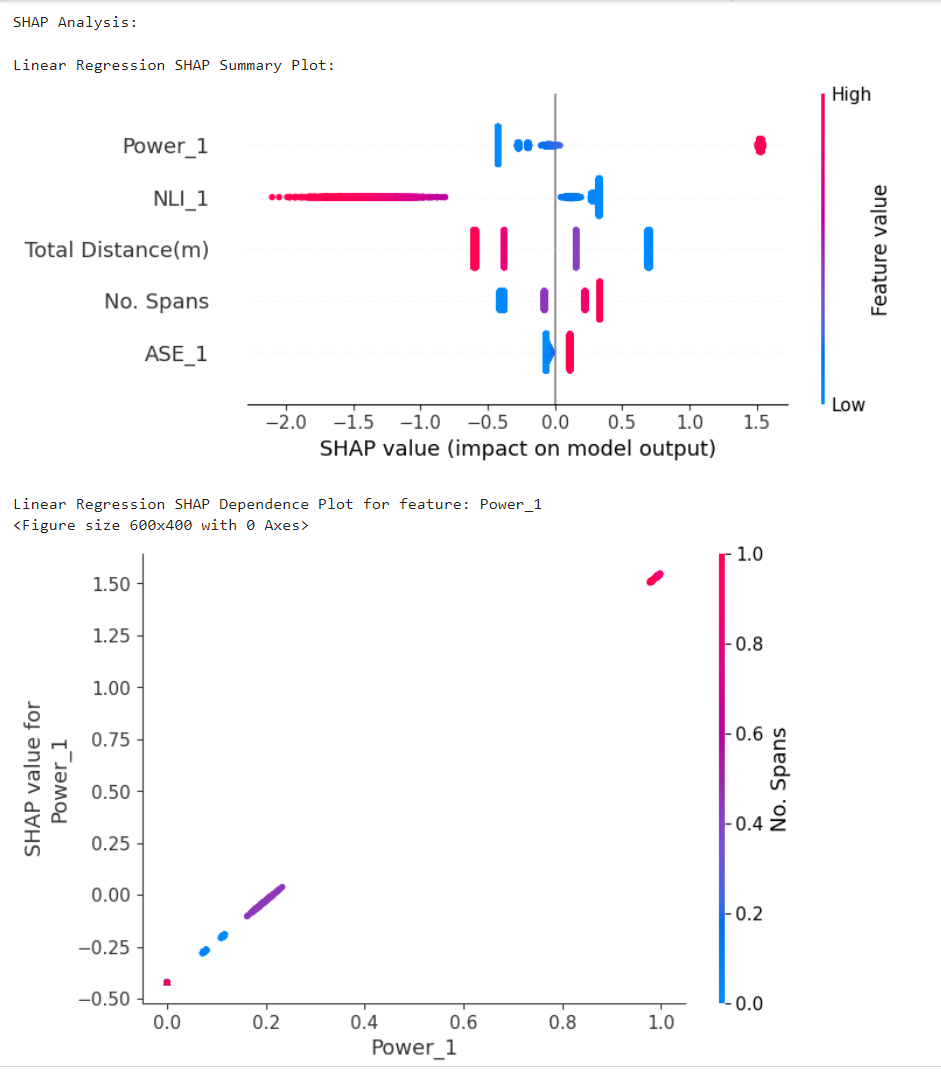 SHAP Analysis:
Linear Regression SHAP Summary Plot:
High
Power_1
NLI_1
Total Distance(m)
No. Spans
ASE_1
Feature value
Low
−2.0 −1.5 −1.0 −0.5 0.0 0.5 1.0 1.5
SHAP value (impact on model output)
Linear Regression SHAP Dependence Plot for feature: Power_1
<Figure size 600x400 with 0 Axes>
1.50
1.25
1.00
0.75
0.50
0.25
0.00
−0.25
−0.50
SHAP value for
Power_1
0.0 0.2 0.4 0.6 0.8 1.0
Power_1
1.0
0.8
0.6
0.4
0.2
0.0
No. Spans